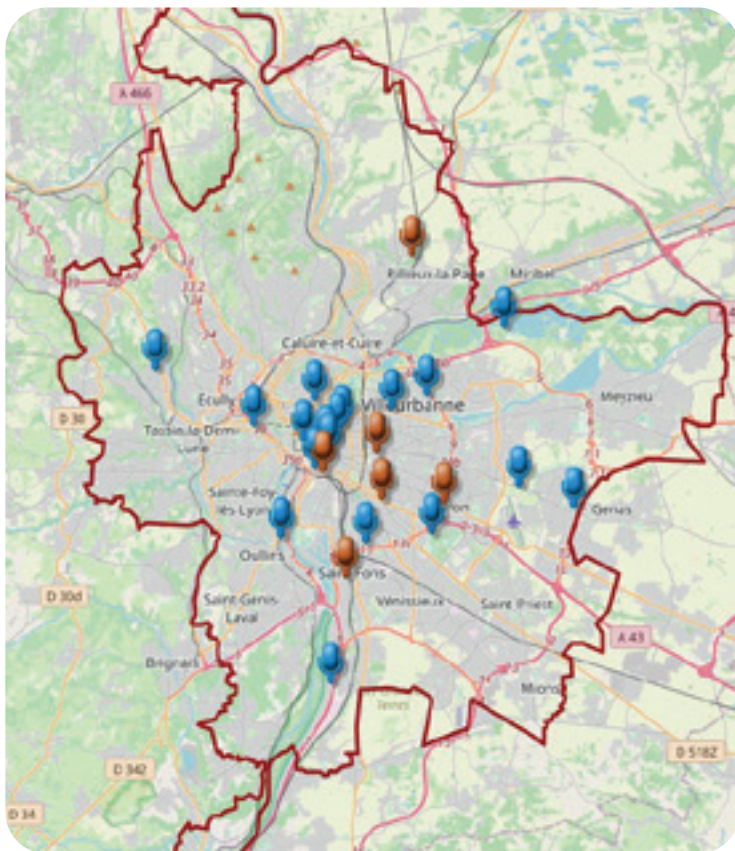 A 466
Rillieux-la-Pape
Miribel
Caluire-et-Cuire
Écully
Villeurbanne
Meyzieu
D 30
Tassin-la-Demi-
Lune
Sainte-Foy-
lès-Lyon
Genas
Oullins
Saint-Fons
D 30d
Saint-Genis-
Laval
Vénissieux
Saint Priest
A 43
Brignais
Mions
D 518Z
D 342
D 34